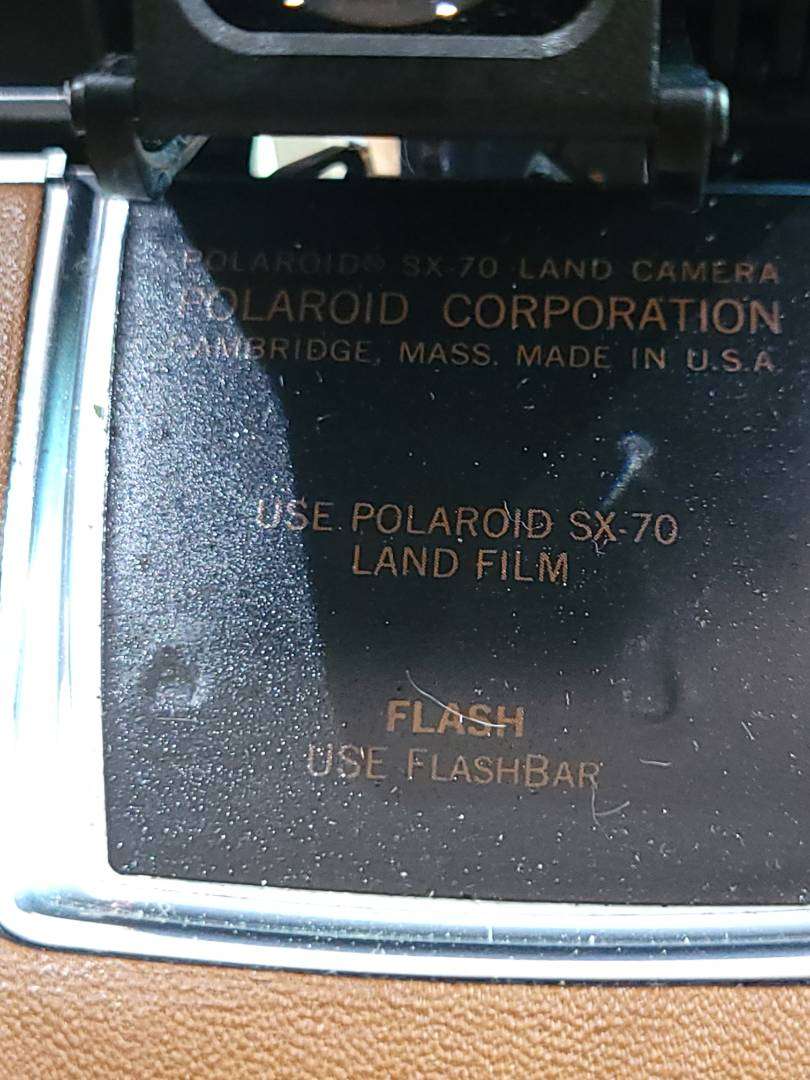 POLAROID® SX-70 LAND CAMERA
POLAROID CORPORATION
CAMBRIDGE, MASS. MADE IN U.S.A.
USE POLAROID SX-70
LAND FILM
FLASH
USE FLASHBAR